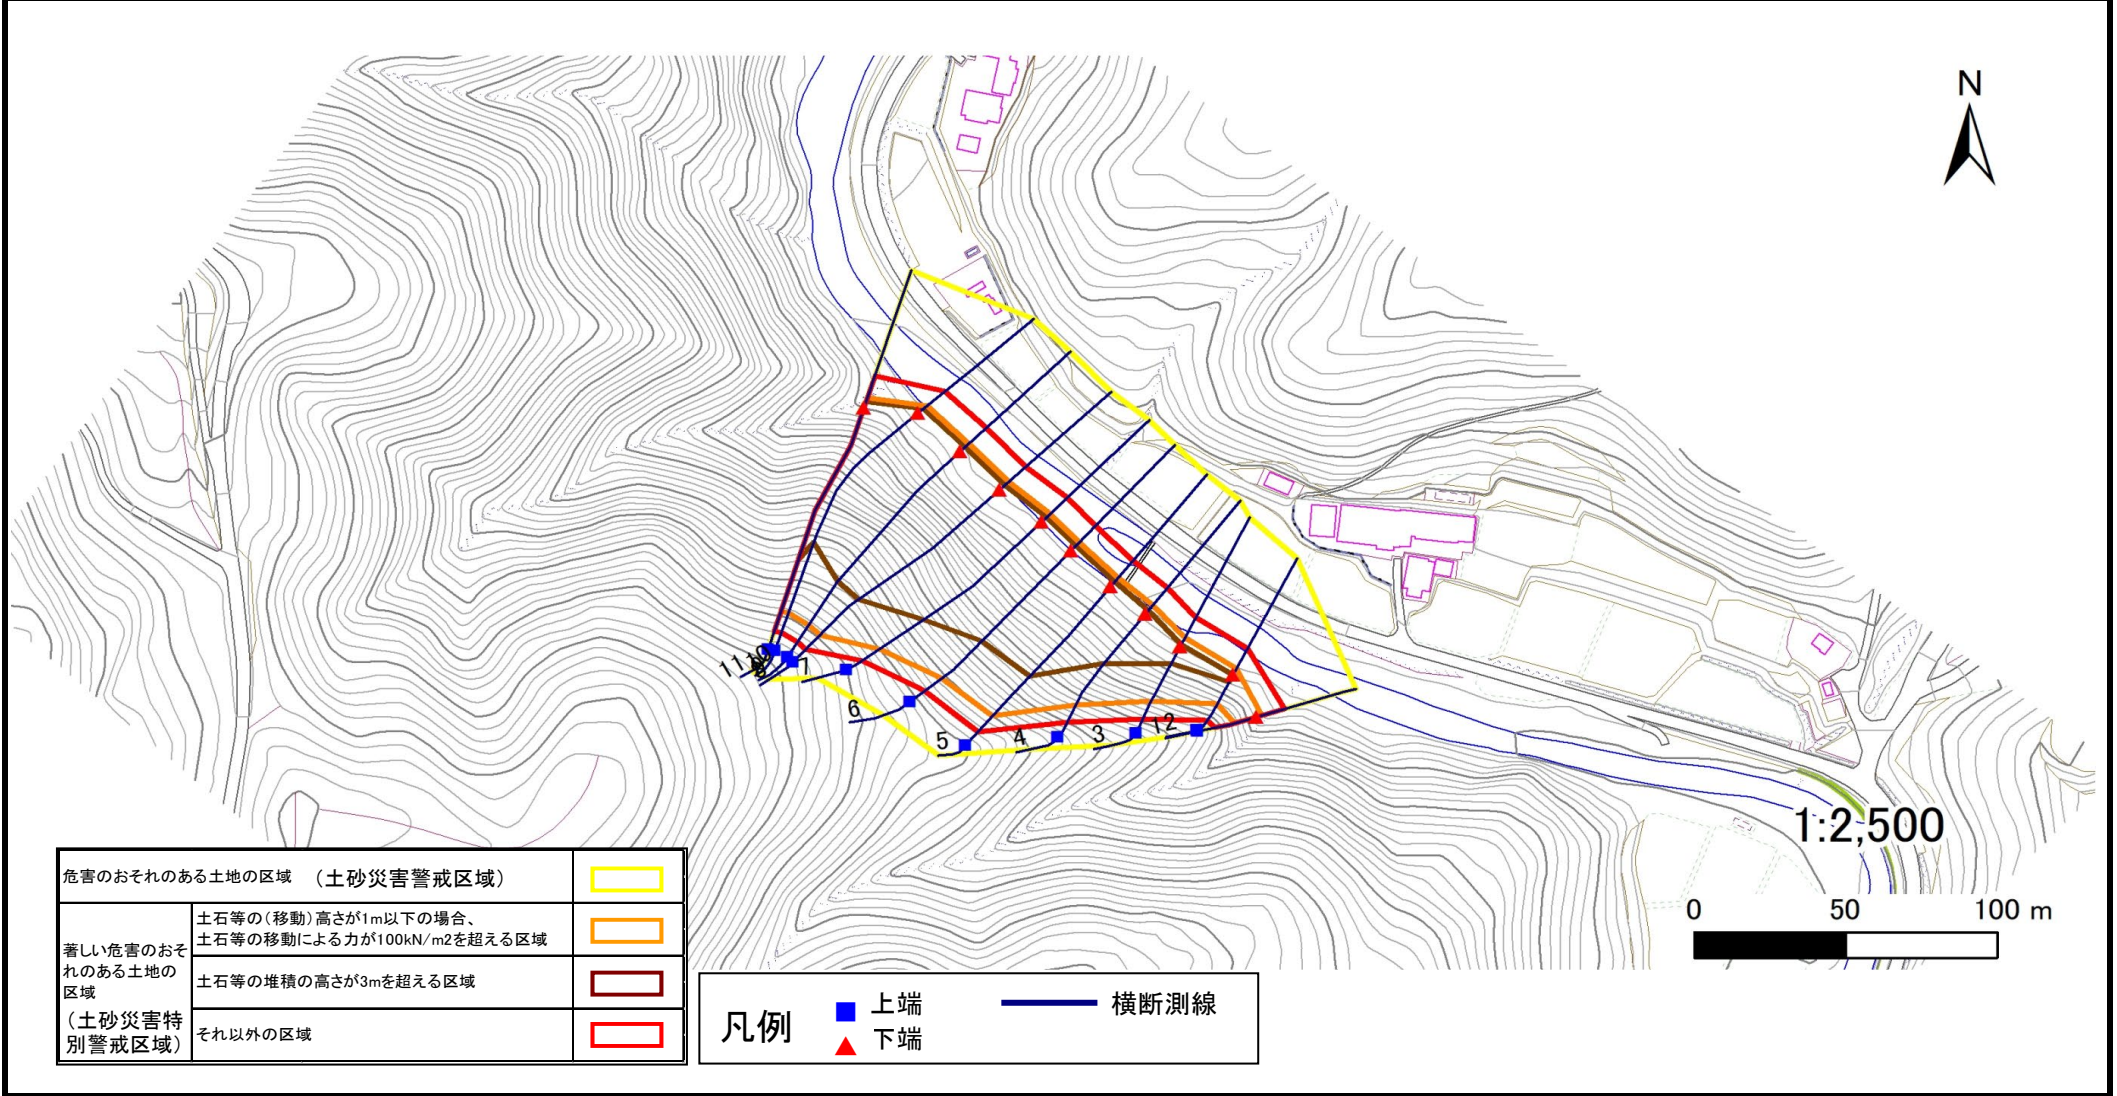 N
11
7
6
5
4
3
12
1:2,500
0 50 100 m
危害のおそれのある土地の区域 （土砂災害警戒区域）
著しい危害のおそ
れのある土地の
区域
（土砂災害特
別警戒区域）
土石等の（移動）高さが1m以下の場合、
土石等の移動による力が100kN/m2を超える区域
土石等の堆積の高さが3mを超える区域
それ以外の区域
凡例
上端
下端
横断測線